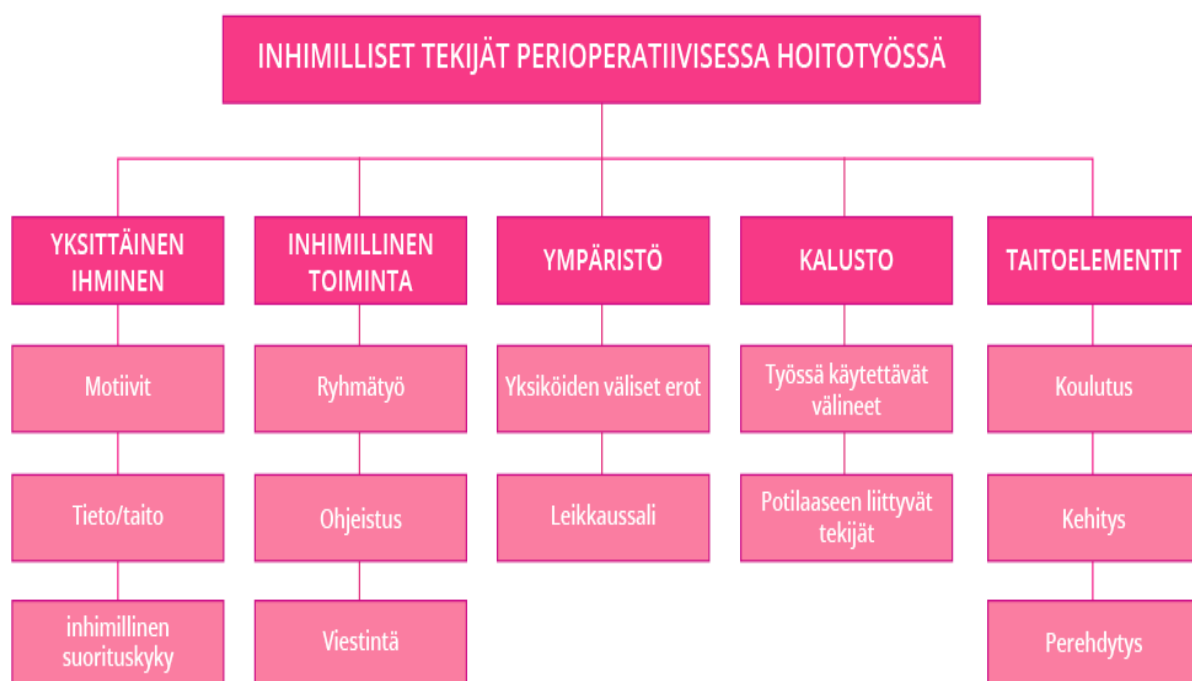 INHIMILLISET TEKIJÄT PERIOPERATIIVISESSA HOITOTYÖSSÄ
YKSITTÄINEN
IHMINEN
Motiivit
Tieto/taito
inhimillinen
suorituskyky
INHIMILLINEN
TOIMINTA
Ryhmätyö
Ohjeistus
Viestintä
YMPÄRISTÖ
Yksiköiden väliset erot
Leikkaussali
KALUSTO
Työssä käytettävät
välineet
Potilaaseen liittyvät
tekijät
TAITOELEMENTIT
Koulutus
Kehitys
Perehdytys